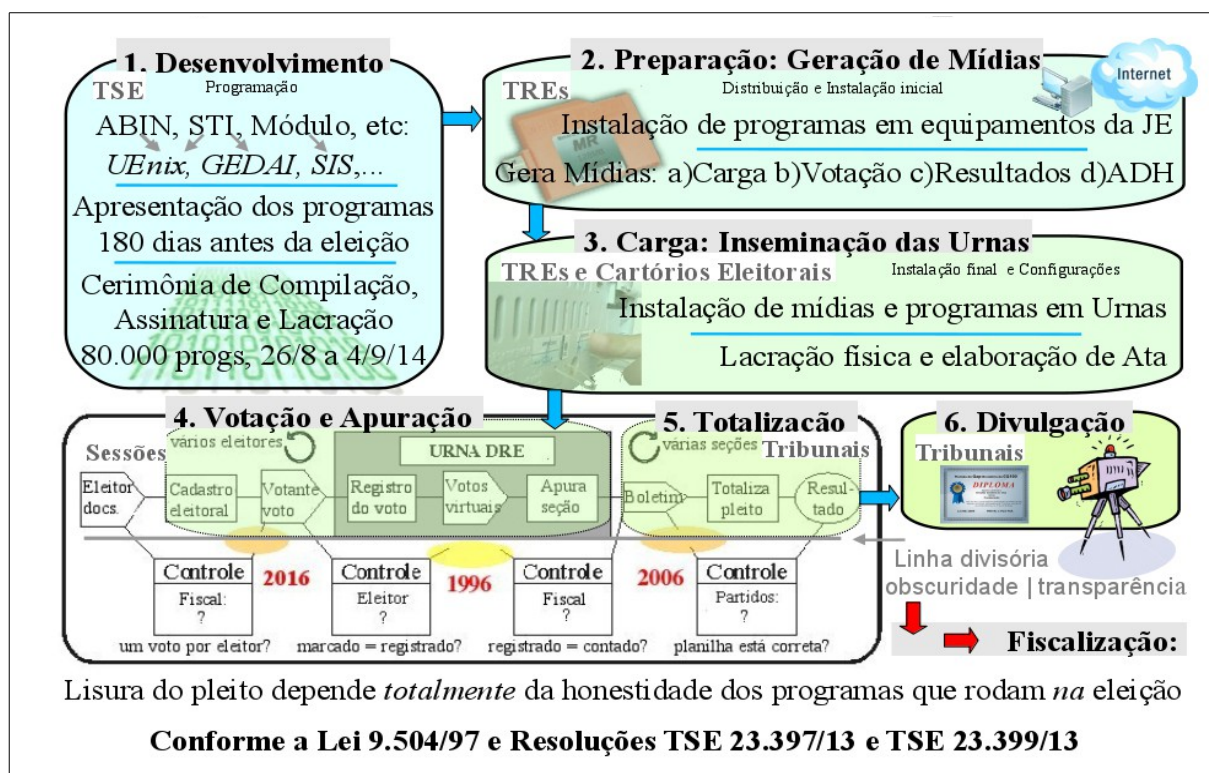 1. Desenvolvimento
TSE Programação
ABIN, STI, Módulo, etc:
UEnix, GEDAI, SIS,...
Apresentação dos programas
180 dias antes da eleição
Cerimônia de Compilação,
Assinatura e Lacração
80.000 progs, 26/8 a 4/9/14
2. Preparação: Geração de Mídias
Internet
TREs Distribuição e Instalação inicial
Instalação de programas em equipamentos da JE
MR
Gera Mídias: a)Carga b)Votação c)Resultados d)ADH
3. Carga: Inseminação das Urnas
TREs e Cartórios Eleitorais Instalação final e Configurações
Instalação de mídias e programas em Urnas
Lacração física e elaboração de Ata
4. Votação e Apuração
Sessões
vários eleitores
URNA DRE
Eleitor
docs.
Cadastro
eleitoral
Votante
voto
Registro
do voto
Votos
virtuais
Apura
seção
5. Totalizacão
várias seções Tribunais
Boletim
Totaliza
pleito
Resul-
tado
6. Divulgação
Tribunais
DIPLOMA
2016
1996
2006
Controle
Fiscal:
?
Controle
Eleitor
?
Controle
Fiscal
?
Controle
Partidos:
?
um voto por eleitor?
marcado = registrado?
registrado = contado?
planilha está correta?
Linha divisória
obscuridade | transparência
Fiscalização:
Lisura do pleito depende totalmente da honestidade dos programas que rodam na eleição
Conforme a Lei 9.504/97 e Resoluções TSE 23.397/13 e TSE 23.399/13